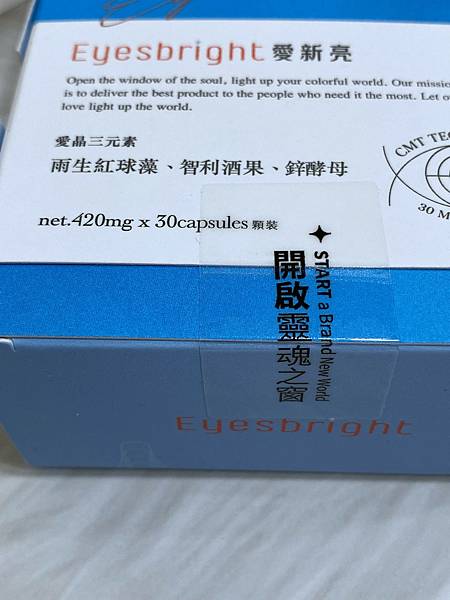 Eyesbright 愛新亮
Open the window of the soul, light up your colorful world. Our missio
is to deliver the best product to the people who need it the most. Let o
love light up the world.
愛晶三元素
雨生紅球藻、智利酒果、鋅酵母
net.420mg x 30capsules 顆裝
CMT TEC
30 M
START a Brand New World
開啟靈魂之窗
Eyesbright